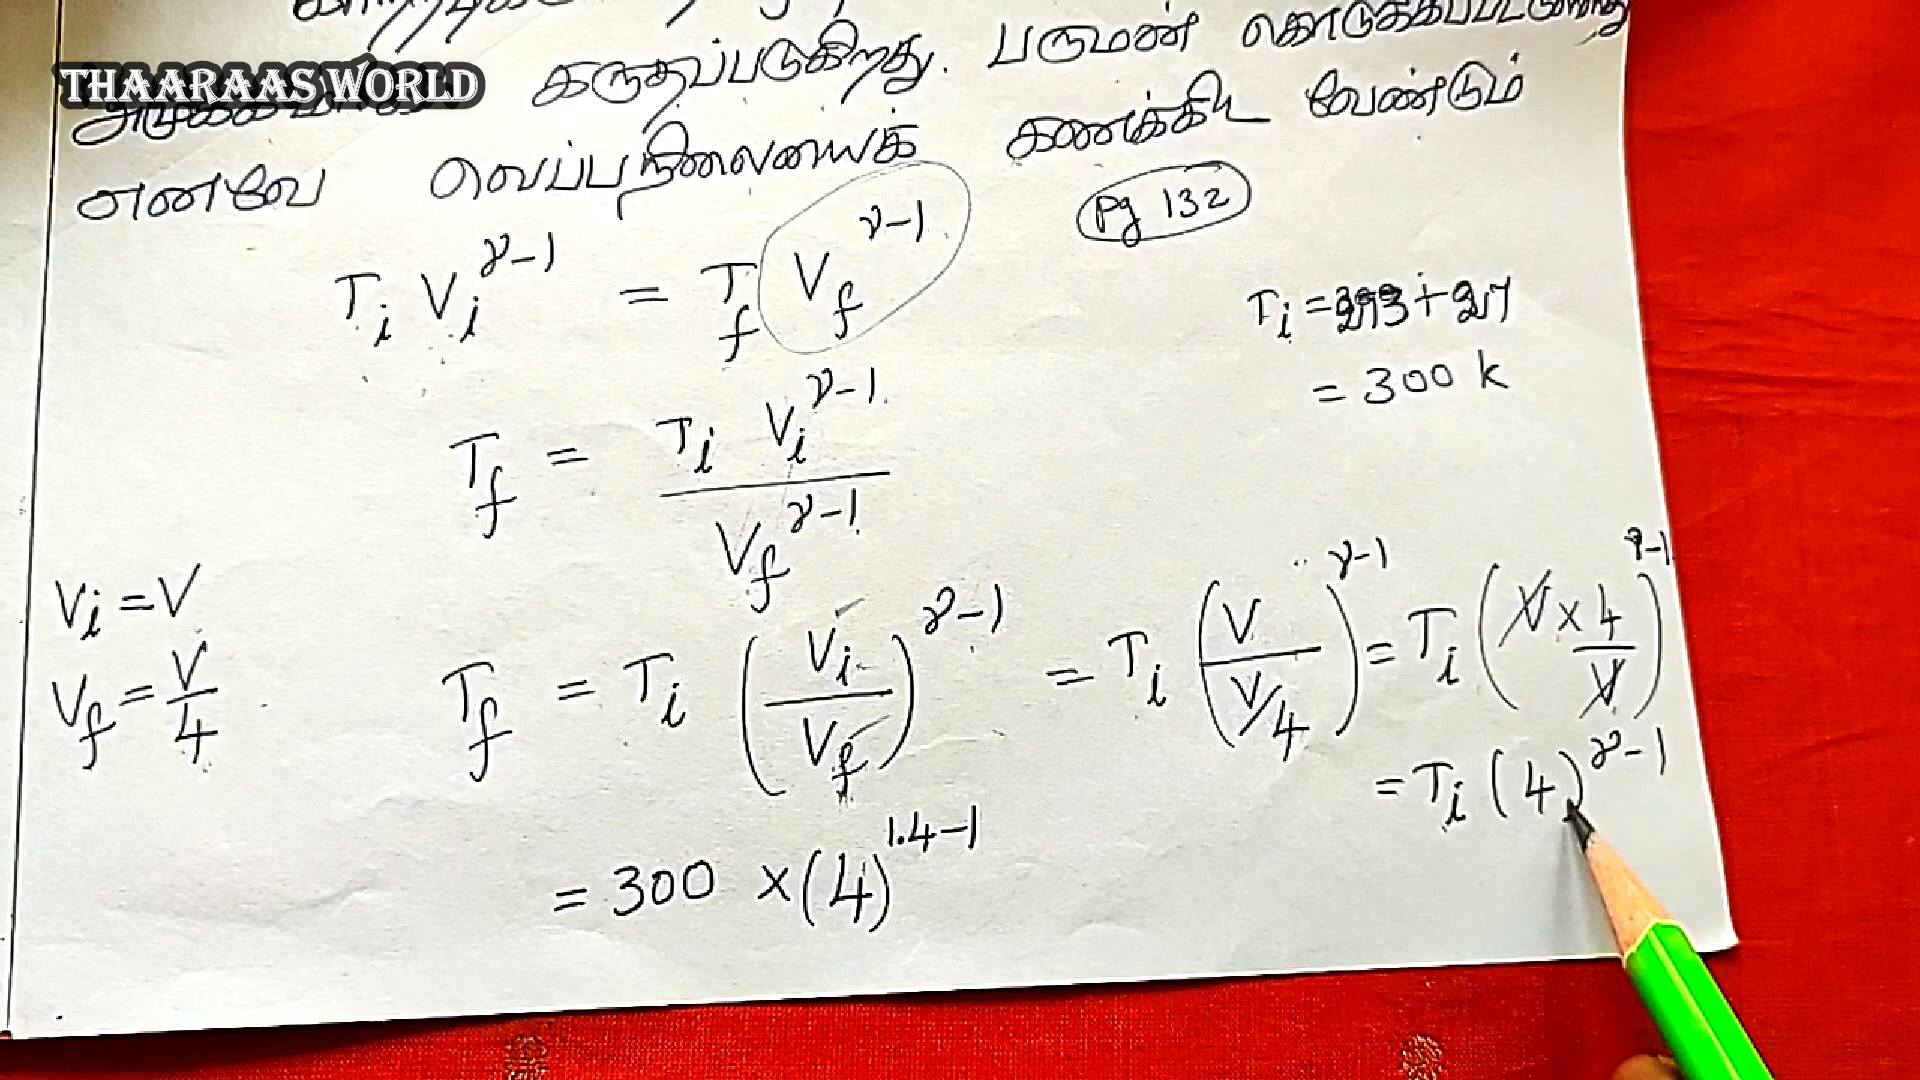 THAARAAS WORLD
கருதப்படுகிறது. பருமன் கொடுக்கப்பட்டுள்ளது
எனவே வெப்பநிலையைக் கணக்கிட வேண்டும்
Pg 132
Tᵢ Vᵢ^(γ-1) = T_f V_f^(γ-1)
Tᵢ = 273 + 27
= 300 k
T_f = Tᵢ Vᵢ^(γ-1) / V_f^(γ-1)
Vᵢ = V
V_f = V/4
T_f = Tᵢ (Vᵢ/V_f)^(γ-1) = Tᵢ (V/(V/4))^(γ-1) = Tᵢ (V × 4/V)^(γ-1)
= Tᵢ (4)^(γ-1)
= 300 × (4)^(1.4-1)